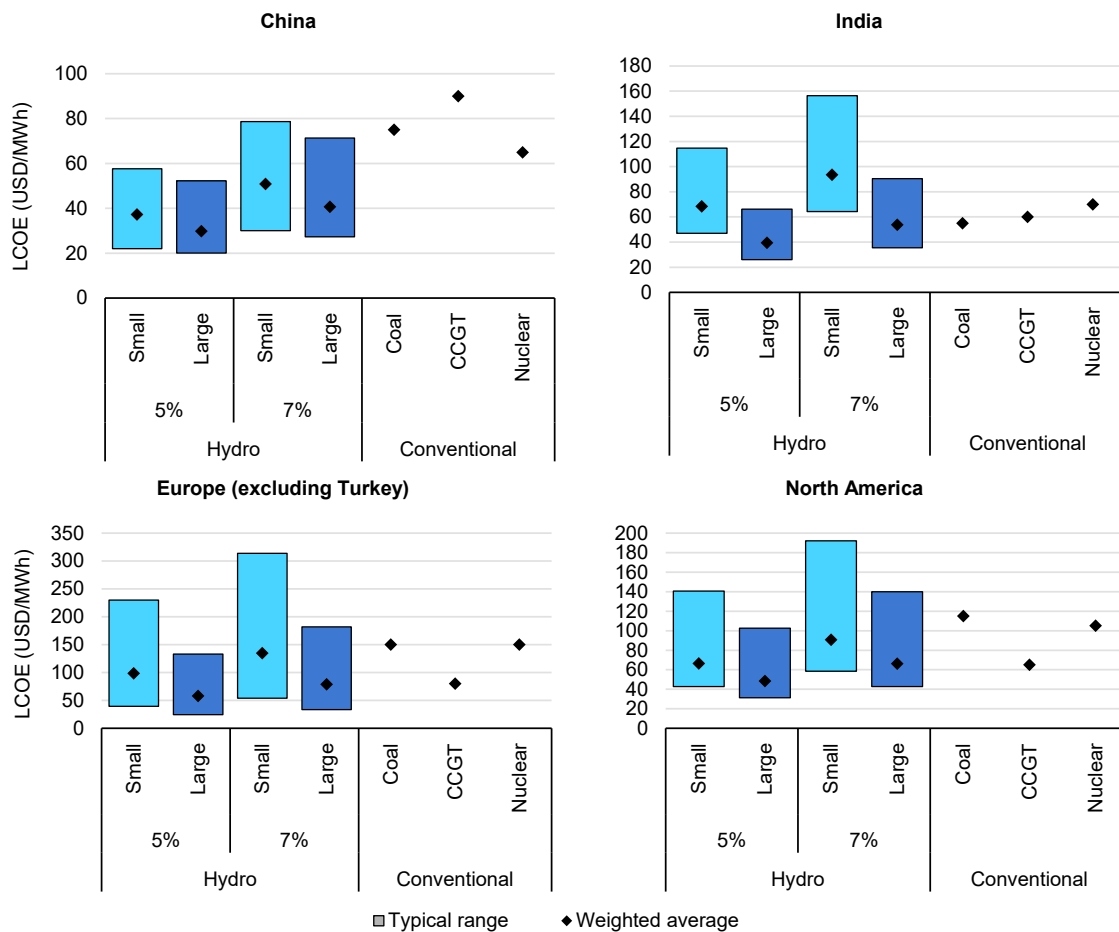 China
LCOE (USD/MWh)
100
80
60
40
20
0
Small
Large
Small
Large
Coal
CCGT
Nuclear
5%
7%
Hydro
Conventional
India
180
160
140
120
100
80
60
40
20
0
Small
Large
Small
Large
Coal
CCGT
Nuclear
5%
7%
Hydro
Conventional
Europe (excluding Turkey)
LCOE (USD/MWh)
350
300
250
200
150
100
50
0
Small
Large
Small
Large
Coal
CCGT
Nuclear
5%
7%
Hydro
Conventional
North America
200
180
160
140
120
100
80
60
40
20
0
Small
Large
Small
Large
Coal
CCGT
Nuclear
5%
7%
Hydro
Conventional
Typical range
Weighted average